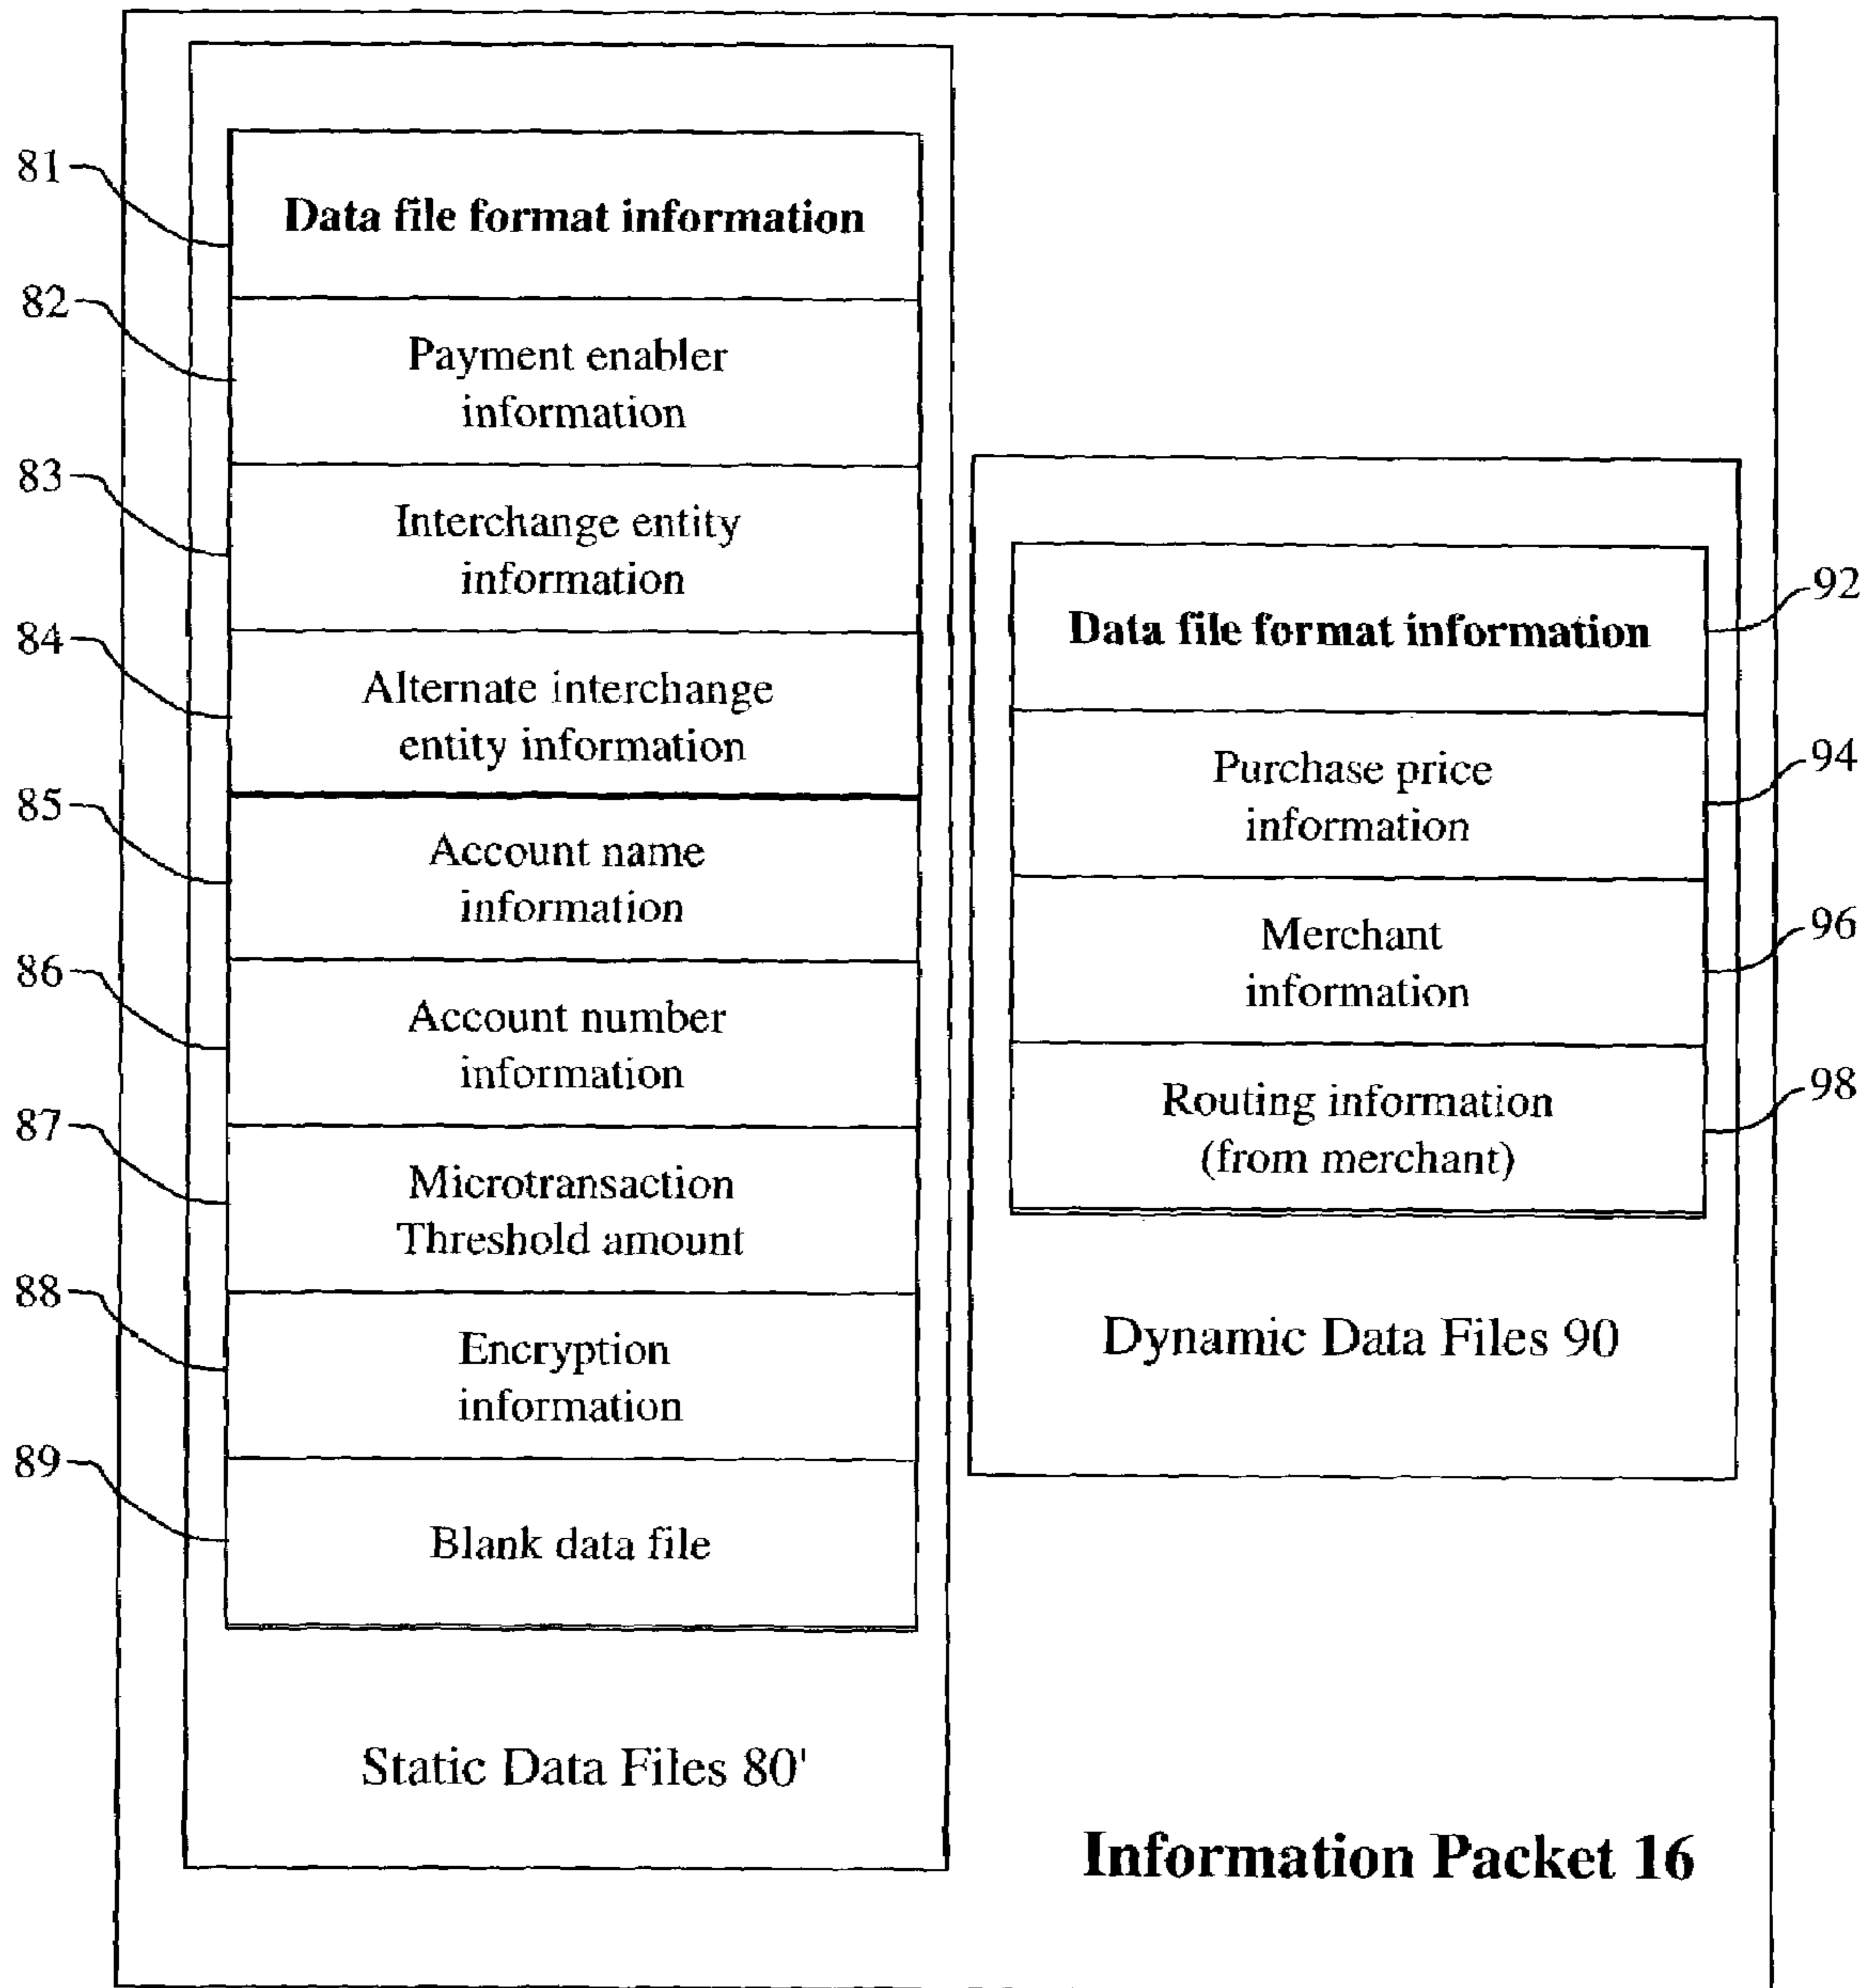 81
Data file format information
82
Payment enabler
information
83
Interchange entity
information
84
Alternate interchange
entity information
85
Account name
information
86
Account number
information
87
Microtransaction
Threshold amount
88
Encryption
information
89
Blank data file
Static Data Files 80'
Data file format information
92
Purchase price
information
94
Merchant
information
96
Routing information
(from merchant)
98
Dynamic Data Files 90
Information Packet 16